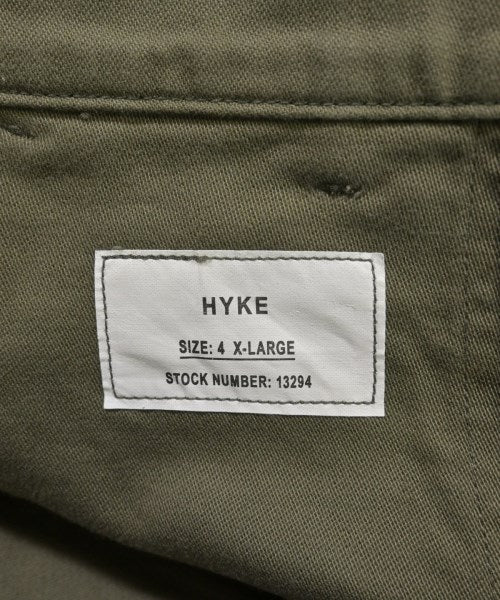 HYKE
SIZE: 4 X-LARGE
STOCK NUMBER: 13294